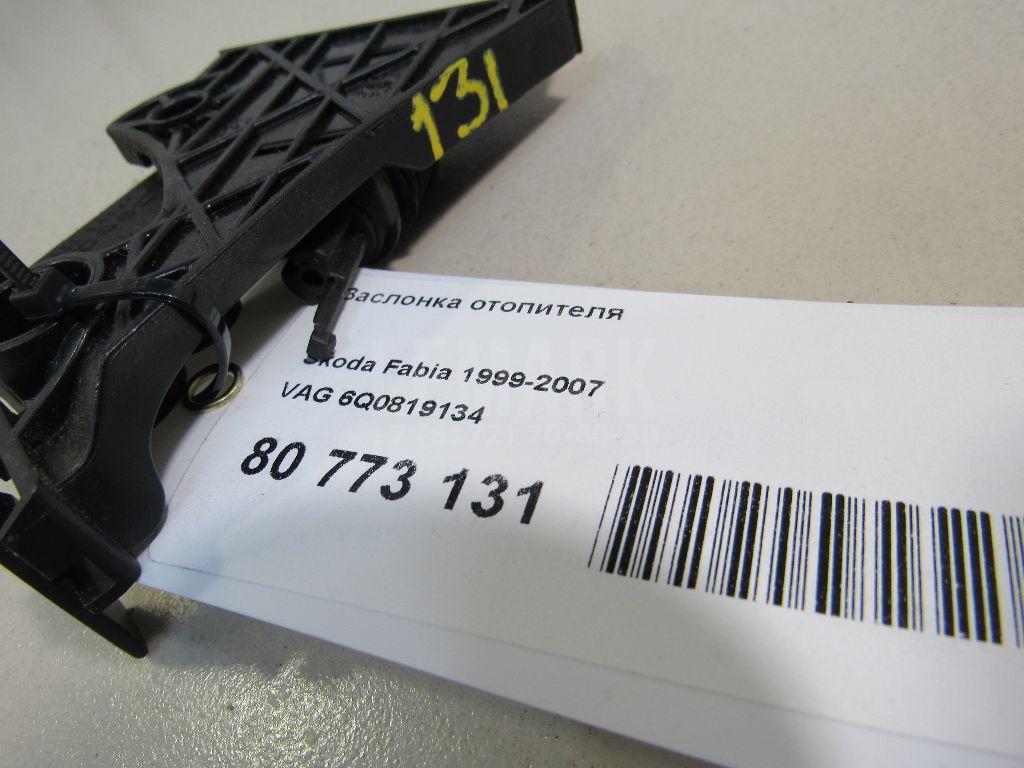 131
Заслонка отопителя
Skoda Fabia 1999-2007
VAG 6Q0819134
80 773 131